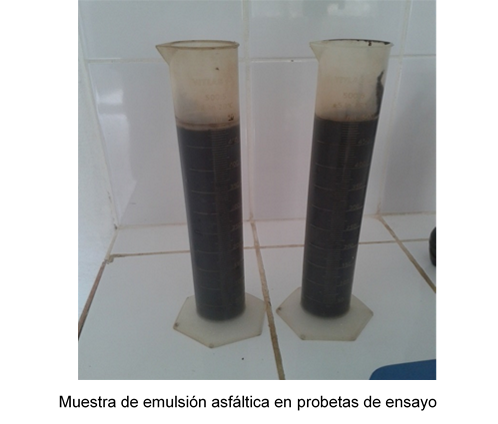 Muestra de emulsión asfáltica en probetas de ensayo